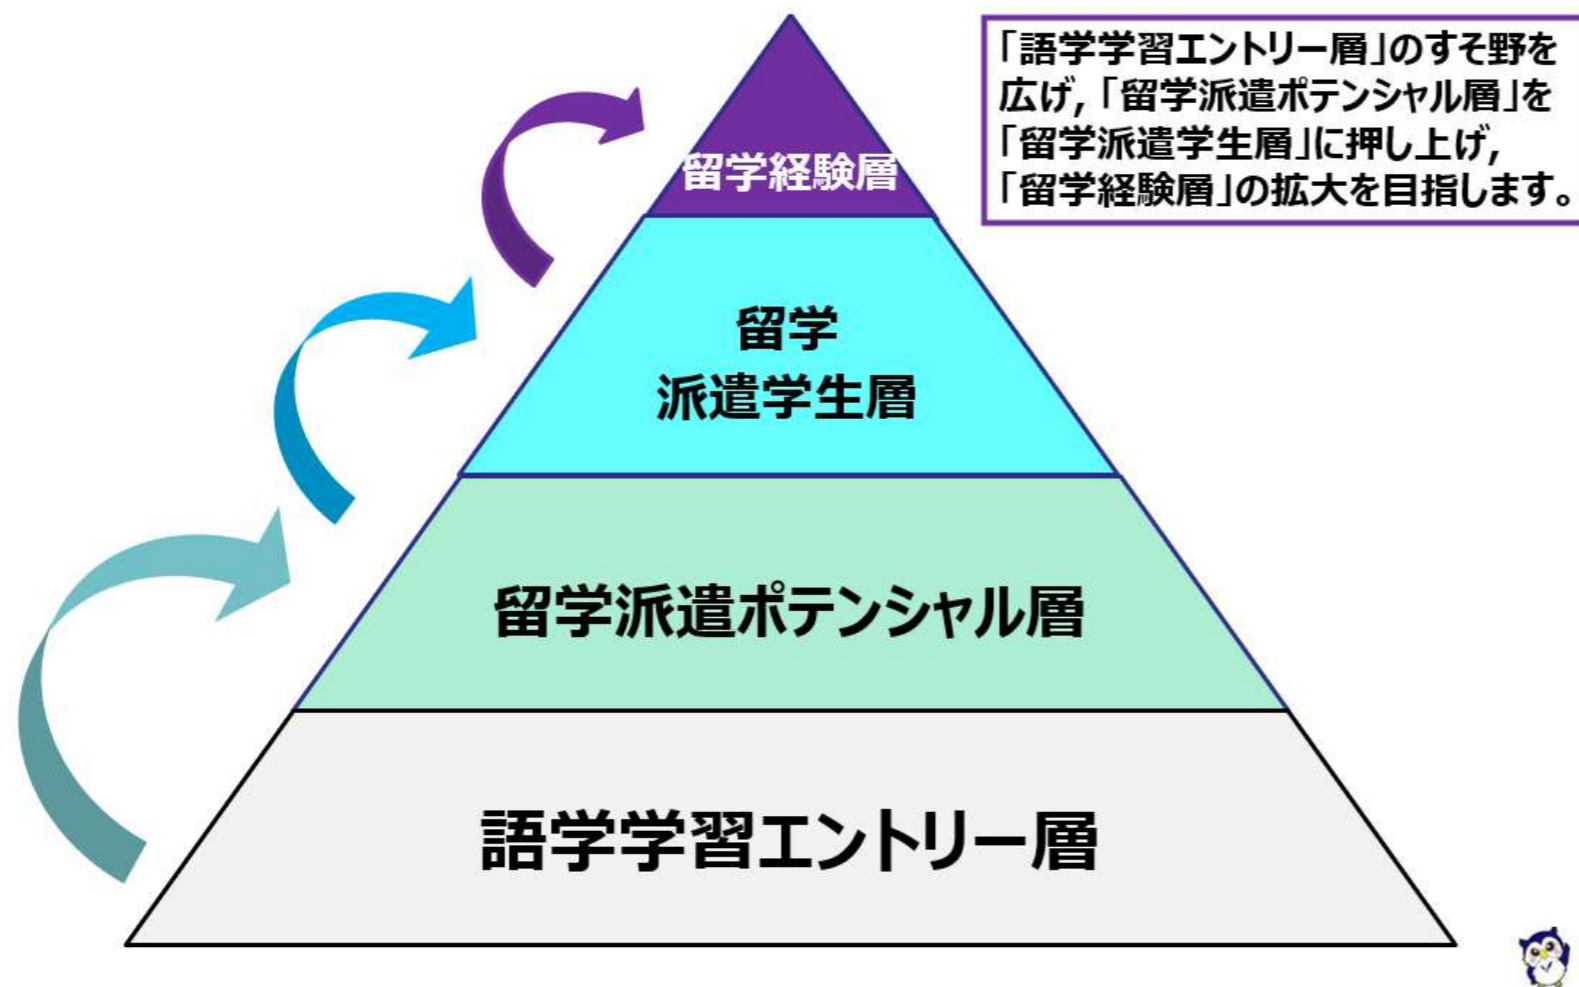 「語学学習エントリー層」のすそ野を
広げ,「留学派遣ポテンシャル層」を
「留学派遣学生層」に押し上げ,
「留学経験層」の拡大を目指します。
留学経験層
留学
派遣学生層
留学派遣ポテンシャル層
語学学習エントリー層